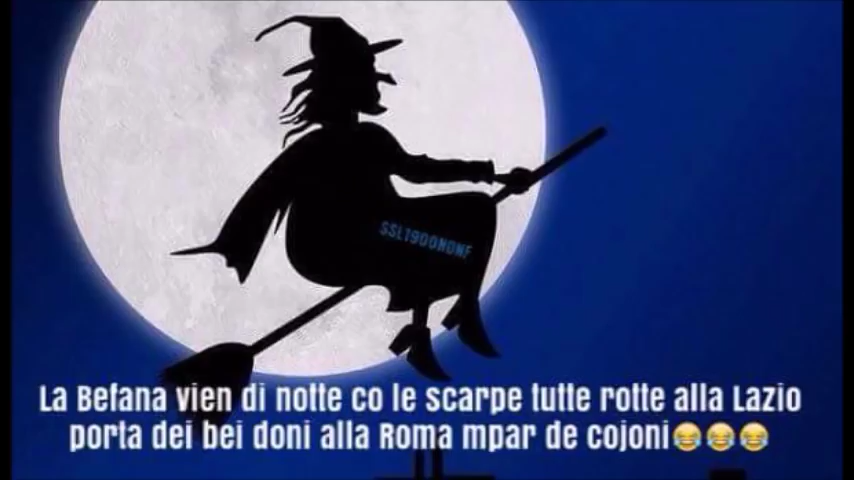 SSL1900NONF
La Befana vien di notte co le scarpe tutte rotte alla Lazio
porta dei bei doni alla Roma mpar de cojoni😂😂😂